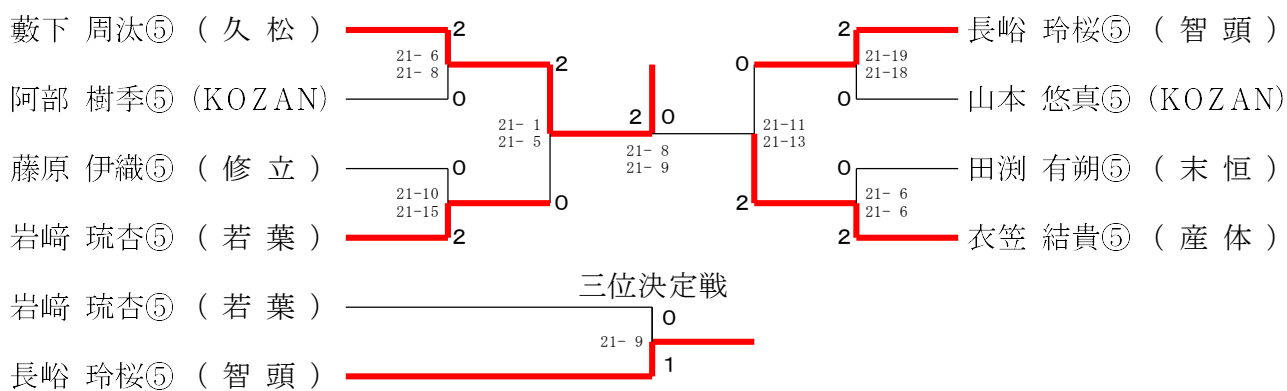 藪下 周汰⑤ ( 久 松 )
2
21- 6
21- 8
2
阿部 樹季⑤ (KOZAN)
0
21- 1
21- 5
藤原 伊織⑤ ( 修 立 )
0
21-10
21-15
0
岩﨑 琉杏⑤ ( 若 葉 )
2
2 0
21- 8
21- 9
長峪 玲桜⑤ ( 智 頭 )
2
21-19
21-18
0
山本 悠真⑤ (KOZAN)
0
21-11
21-13
田渕 有朔⑤ ( 末 恒 )
0
21- 6
21- 6
2
衣笠 結貴⑤ ( 産 体 )
2
三位決定戦
岩﨑 琉杏⑤ ( 若 葉 )
0
21- 9
長峪 玲桜⑤ ( 智 頭 )
1